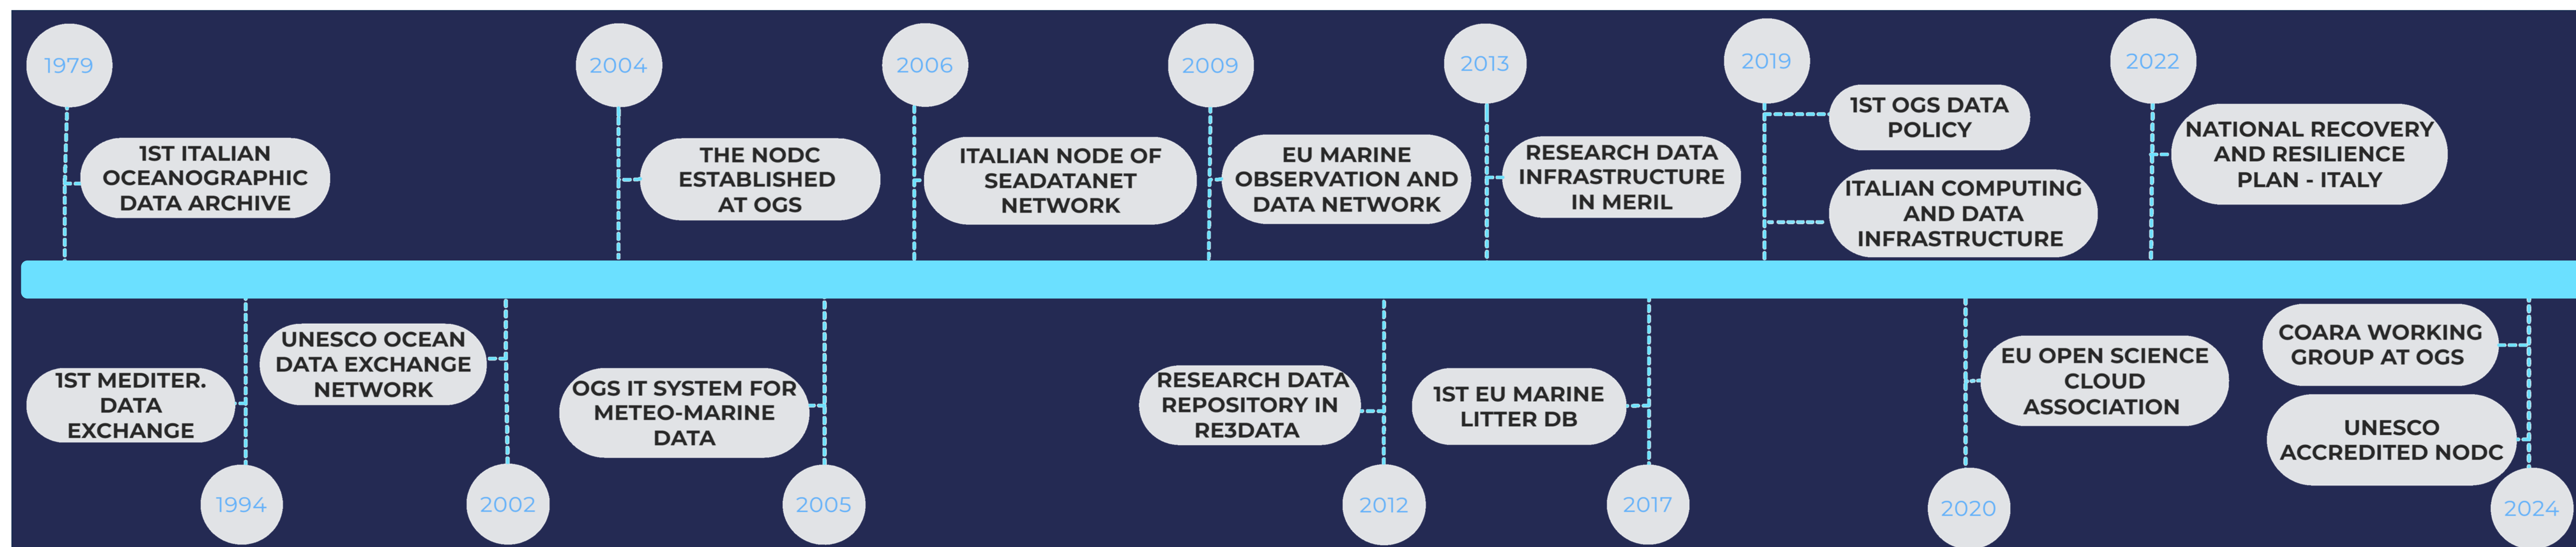 1979
1ST ITALIAN
OCEANOGRAPHIC
DATA ARCHIVE
2004
THE NODC
ESTABLISHED
AT OGS
2006
ITALIAN NODE OF
SEADATANET
NETWORK
2009
EU MARINE
OBSERVATION AND
DATA NETWORK
2013
RESEARCH DATA
INFRASTRUCTURE
IN MERIL
2019
1ST OGS DATA
POLICY
ITALIAN COMPUTING
AND DATA
INFRASTRUCTURE
2022
NATIONAL RECOVERY
AND RESILIENCE
PLAN - ITALY
1ST MEDITER.
DATA
EXCHANGE
1994
UNESCO OCEAN
DATA EXCHANGE
NETWORK
2002
OGS IT SYSTEM FOR
METEO-MARINE
DATA
2005
RESEARCH DATA
REPOSITORY IN
RE3DATA
2012
1ST EU MARINE
LITTER DB
2017
EU OPEN SCIENCE
CLOUD
ASSOCIATION
2020
COARA WORKING
GROUP AT OGS
UNESCO
ACCREDITED NODC
2024